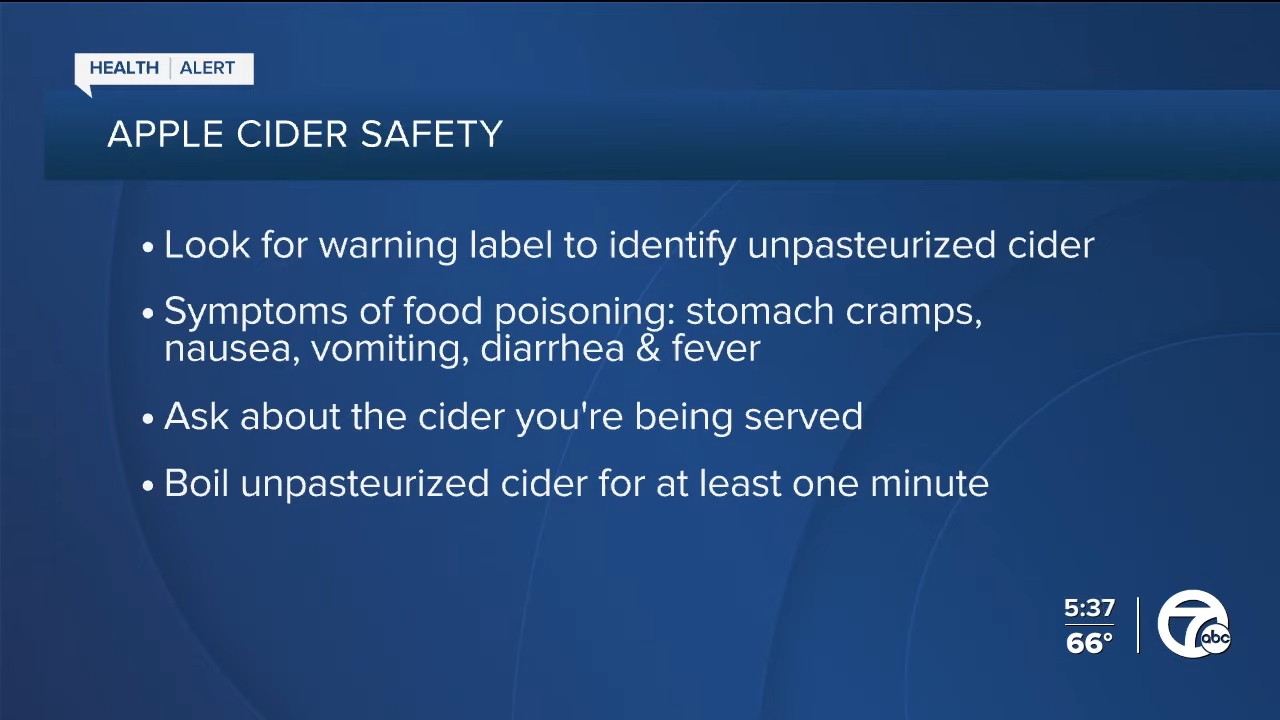 HEALTH | ALERT
APPLE CIDER SAFETY
• Look for warning label to identify unpasteurized cider
• Symptoms of food poisoning: stomach cramps,
nausea, vomiting, diarrhea & fever
• Ask about the cider you're being served
• Boil unpasteurized cider for at least one minute
5:37
66°
7 abc